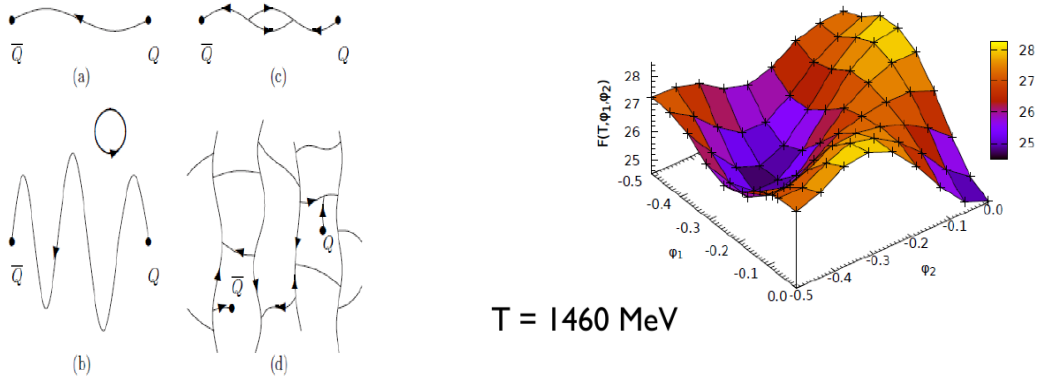 Q̅ Q
(a)
Q̅ Q
(c)
Q̅ Q
(b)
Q
Q̅
(d)
F(T,φ₁,φ₂)
28
27
26
25
-0.5
-0.4
-0.3
-0.2
-0.1
0.0
φ₁
-0.5
-0.4
-0.3
-0.2
-0.1
0.0
φ₂
28
27
26
25
T = 1460 MeV